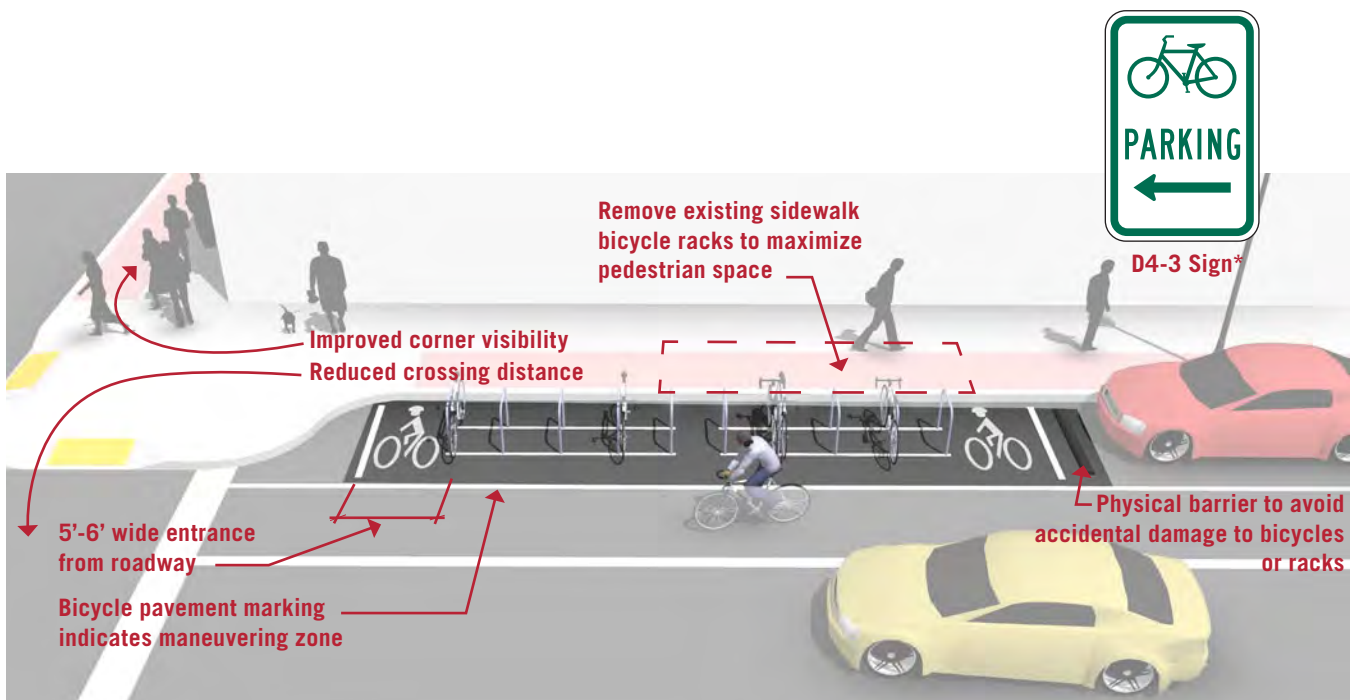 PARKING
D4-3 Sign*
Remove existing sidewalk
bicycle racks to maximize
pedestrian space
Improved corner visibility
Reduced crossing distance
5’-6’ wide entrance
from roadway
Bicycle pavement marking
indicates maneuvering zone
Physical barrier to avoid
accidental damage to bicycles
or racks